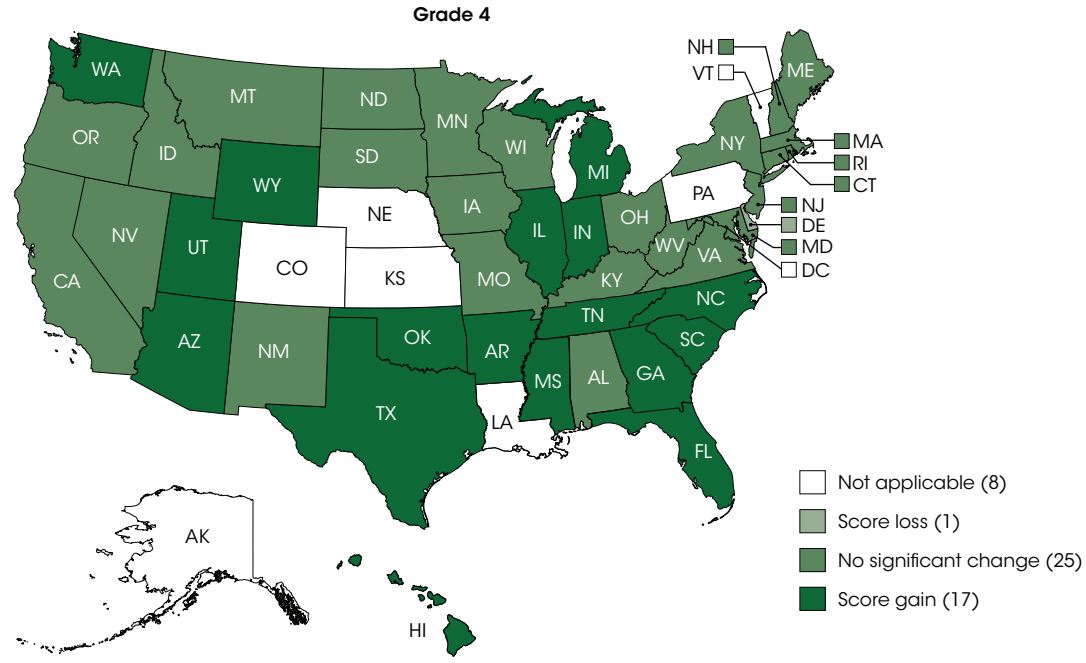 Grade 4
NH
VT
WA
ME
MT
ND
MN
OR
ID
WI
NY
MA
SD
MI
RI
WY
CT
NE
PA
IA
NJ
OH
DE
NV
UT
IL
IN
WV
MD
VA
CO
DC
CA
KS
MO
KY
NC
TN
AZ
NM
OK
AR
SC
GA
MS
AL
TX
LA
FL
AK
HI
Not applicable (8)
Score loss (1)
No significant change (25)
Score gain (17)